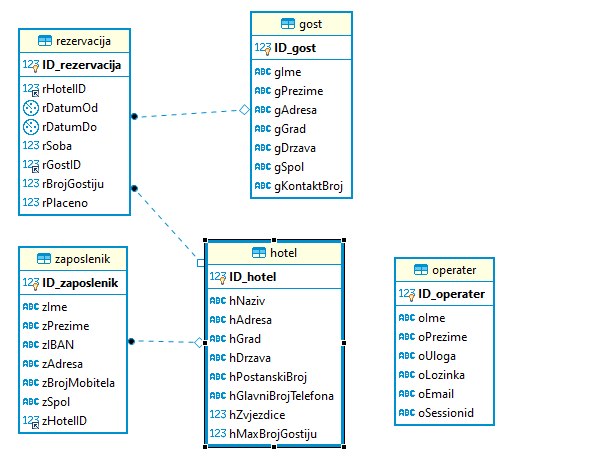 rezervacija
123 ID_rezervacija
123 rHotelID
rDatumOd
rDatumDo
123 rSoba
123 rGostID
123 rBrojGostiju
123 rPlaceno
gost
123 ID_gost
ABC gIme
ABC gPrezime
ABC gAdresa
ABC gGrad
ABC gDrzava
ABC gSpol
ABC gKontaktBroj
zaposlenik
123 ID_zaposlenik
ABC zIme
ABC zPrezime
ABC zIBAN
ABC zAdresa
ABC zBrojMobitela
ABC zSpol
123 zHotelID
hotel
123 ID_hotel
ABC hNaziv
ABC hAdresa
ABC hGrad
ABC hDrzava
ABC hPostanskiBroj
ABC hGlavniBrojTelefona
123 hZvjezdice
123 hMaxBrojGostiju
operater
123 ID_operater
ABC oIme
ABC oPrezime
ABC oUloga
ABC oLozinka
ABC oEmail
ABC oSessionid